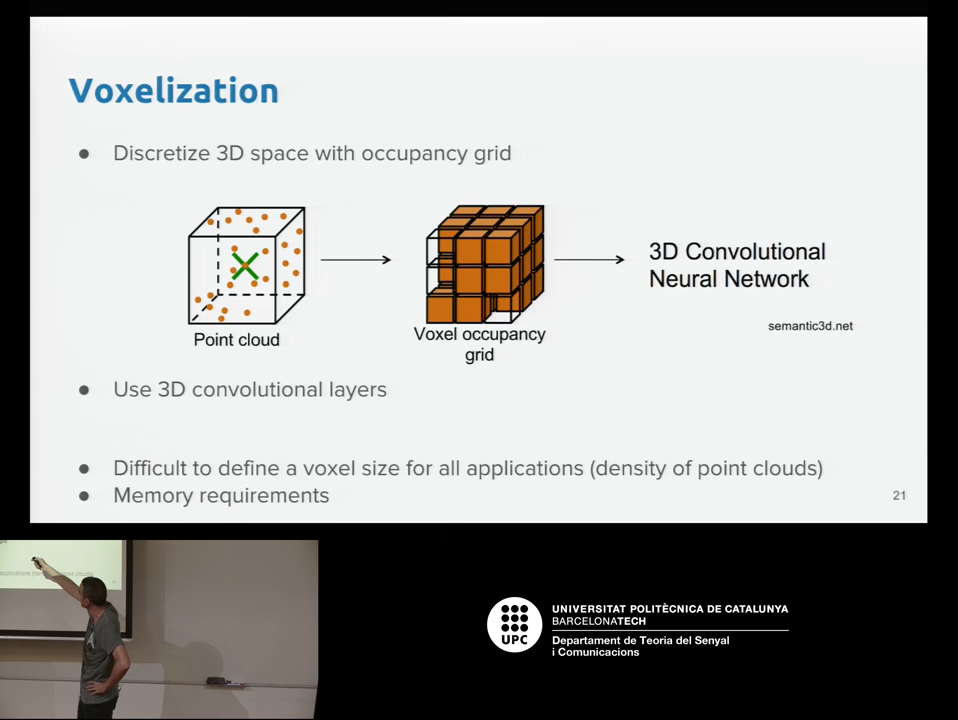 Voxelization
● Discretize 3D space with occupancy grid
Point cloud
Voxel occupancy
grid
3D Convolutional
Neural Network
semantic3d.net
● Use 3D convolutional layers
● Difficult to define a voxel size for all applications (density of point clouds)
● Memory requirements
21
UPC
UNIVERSITAT POLITÈCNICA DE CATALUNYA
BARCELONATECH
Departament de Teoria del Senyal
i Comunicacions